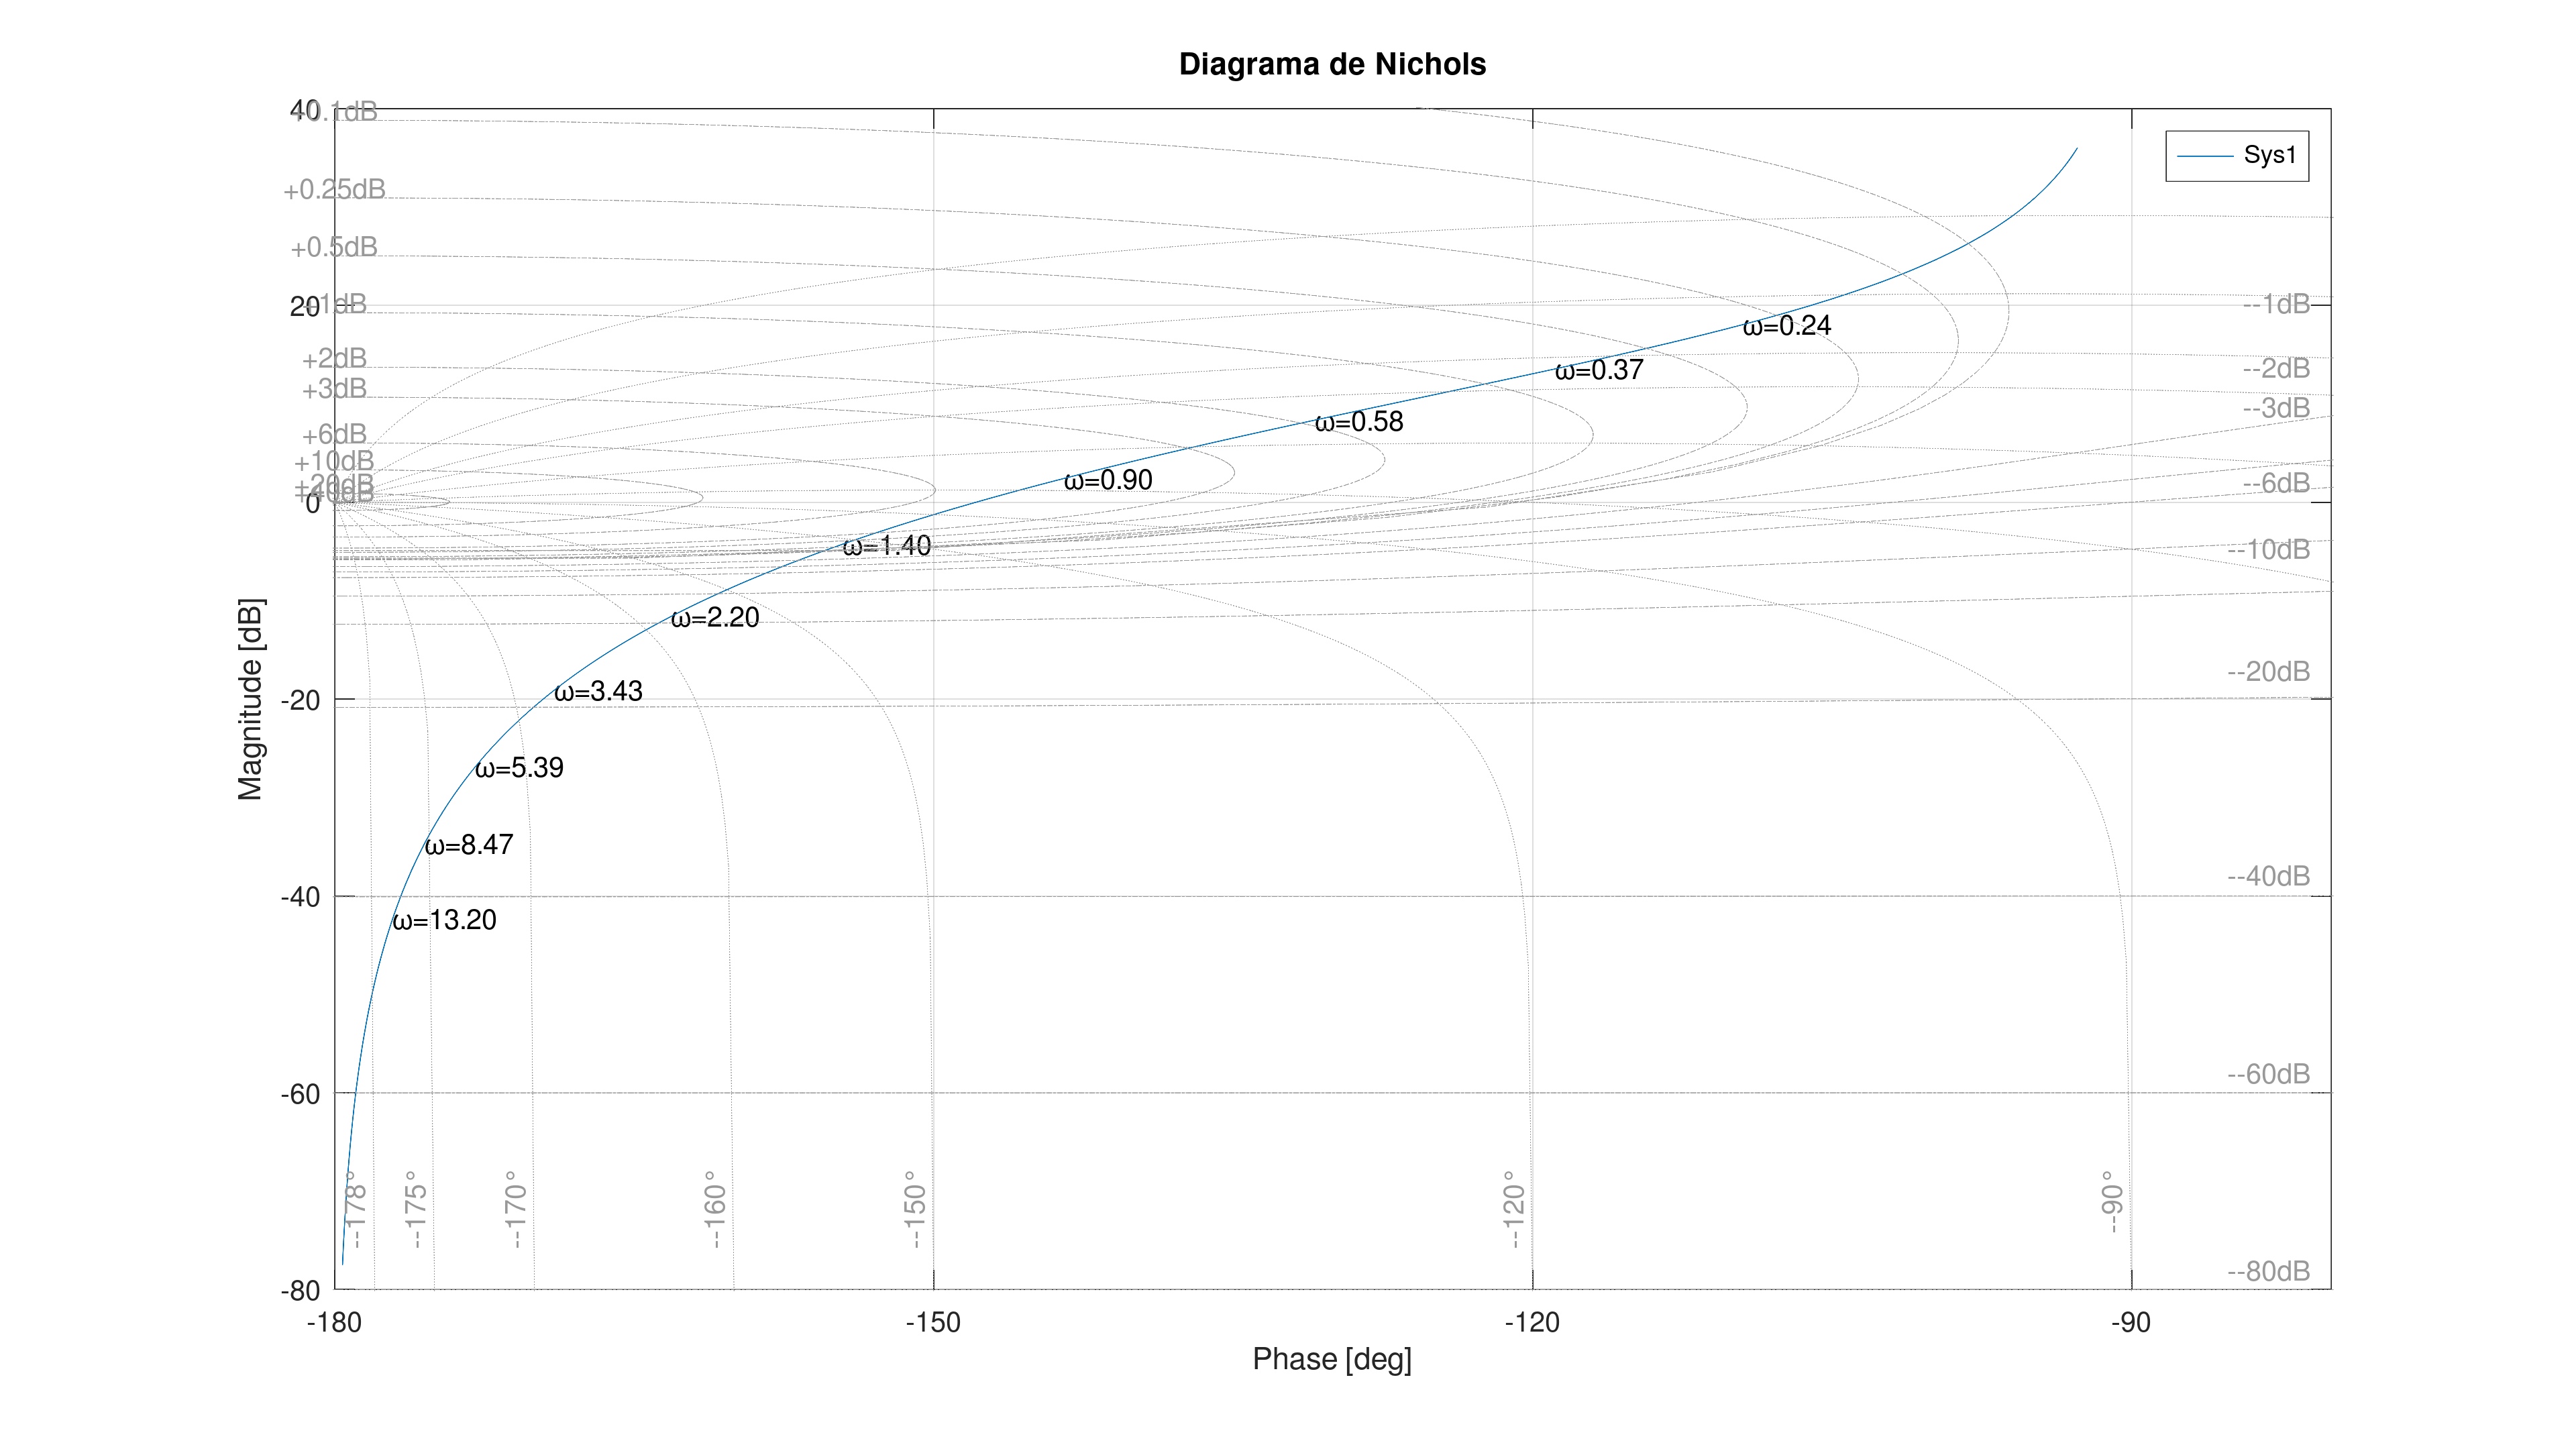 Diagrama de Nichols
Sys1
40
+0.1dB
+0.25dB
+0.5dB
20
+1dB
+2dB
+3dB
+6dB
+10dB
+20dB
0
-20
-40
-60
-80
Magnitude [dB]
ω=0.24
ω=0.37
ω=0.58
ω=0.90
ω=1.40
ω=2.20
ω=3.43
ω=5.39
ω=8.47
ω=13.20
--1dB
--2dB
--3dB
--6dB
--10dB
--20dB
--40dB
--60dB
--80dB
--178°
--175°
--170°
--160°
--150°
--120°
--90°
-180
-150
-120
-90
Phase [deg]